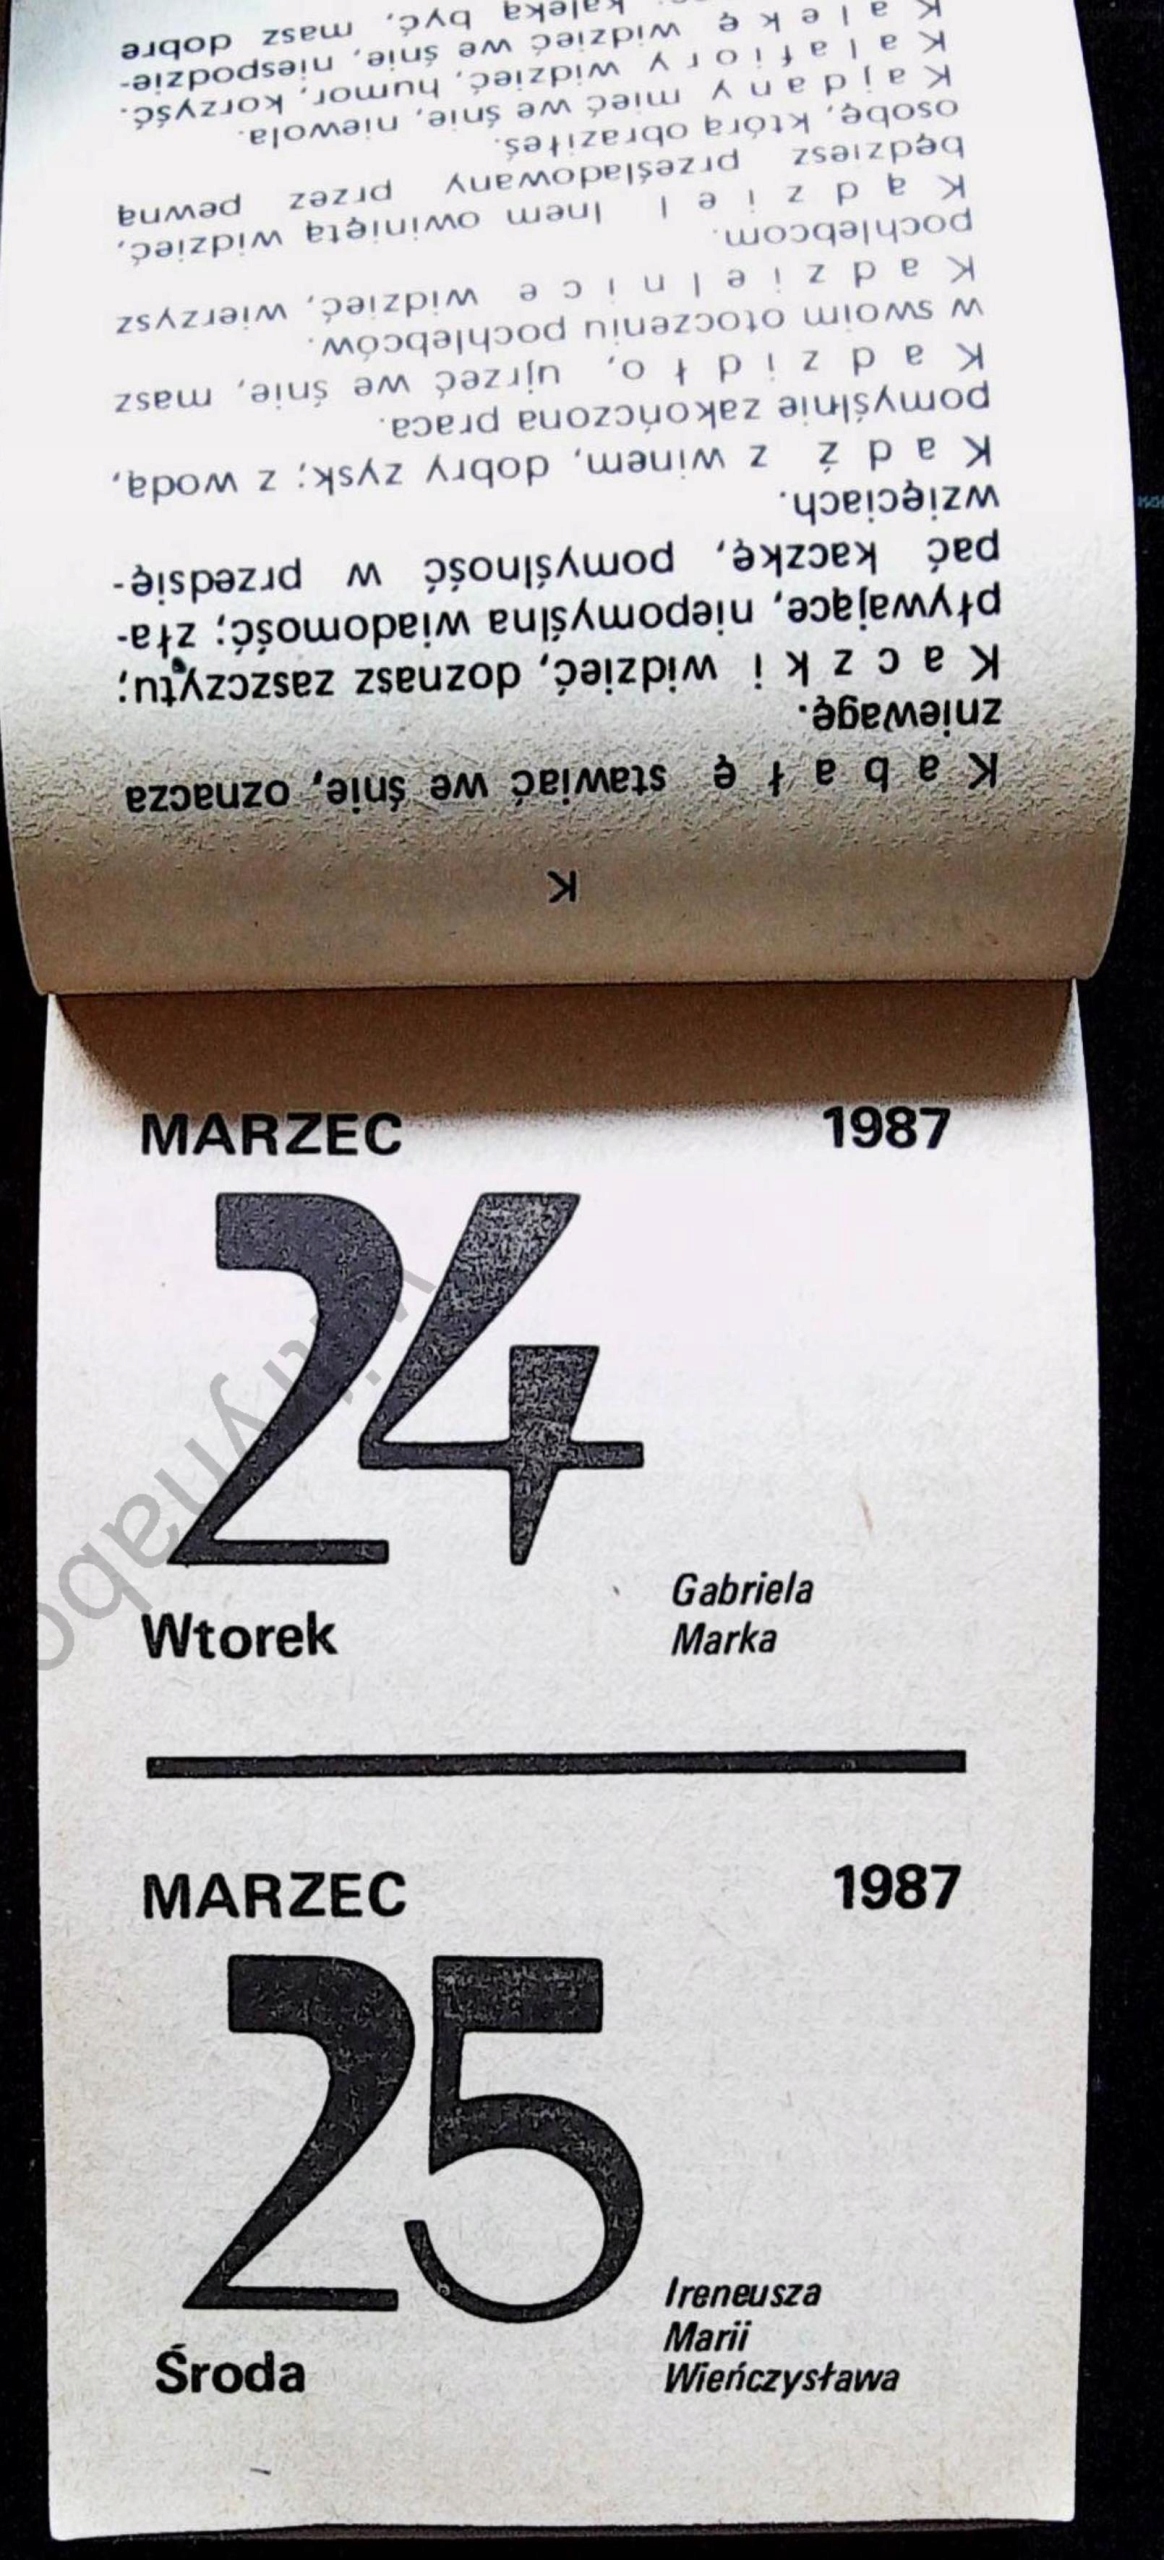 K
K a b a ł ę stawiać we śnie, oznacza
zniewagę.
K a c z k i widzieć, doznasz zaszczytu;
pływające, niepomyślna wiadomość; zła-
pać kaczkę, pomyślność w przedsię-
wzięciach.
K a d ź z winem, dobry zysk; z wodą,
pomyślnie zakończona praca.
K a d z i d ł o, ujrzeć we śnie, masz
w swoim otoczeniu pochlebców.
K a d z i e l n i c e widzieć, wierzysz
pochlebcom.
K ą d z i e l lnem owiniętą widzieć,
będziesz prześladowany przez pewną
osobę, którą obraziłeś.
K a j d a n y mieć we śnie, niewola.
K a l a f i o r y widzieć, humor, korzyść.
K a l e k ę widzieć we śnie, niespodzie-
kaleką być, masz dobre
MARZEC 1987
24
Wtorek
Gabriela
Marka
MARZEC 1987
25
Środa
Ireneusza
Marii
Wieńczysława